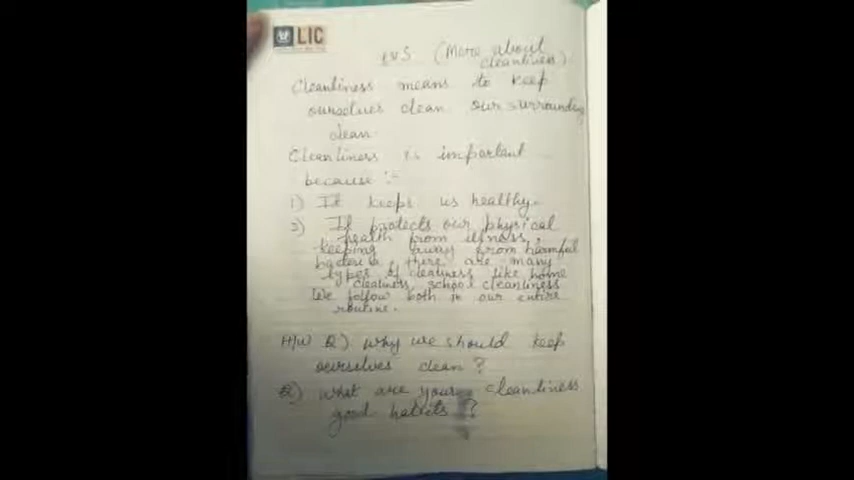 LIC
EVS (More about
cleanliness).
Cleanliness means to keep
ourselves clean our surrounding
clean.
Cleanliness is important
because :-
1) It keeps us healthy.
2) It protects our physical
health from illness,
keeping away from harmful
bacteria there are many
types of cleanliness like home
cleanliness, school cleanliness
We follow both in our entire
routine.
H/W Q) why we should keep
ourselves clean ?
Q) what are your cleanliness
good habits ?